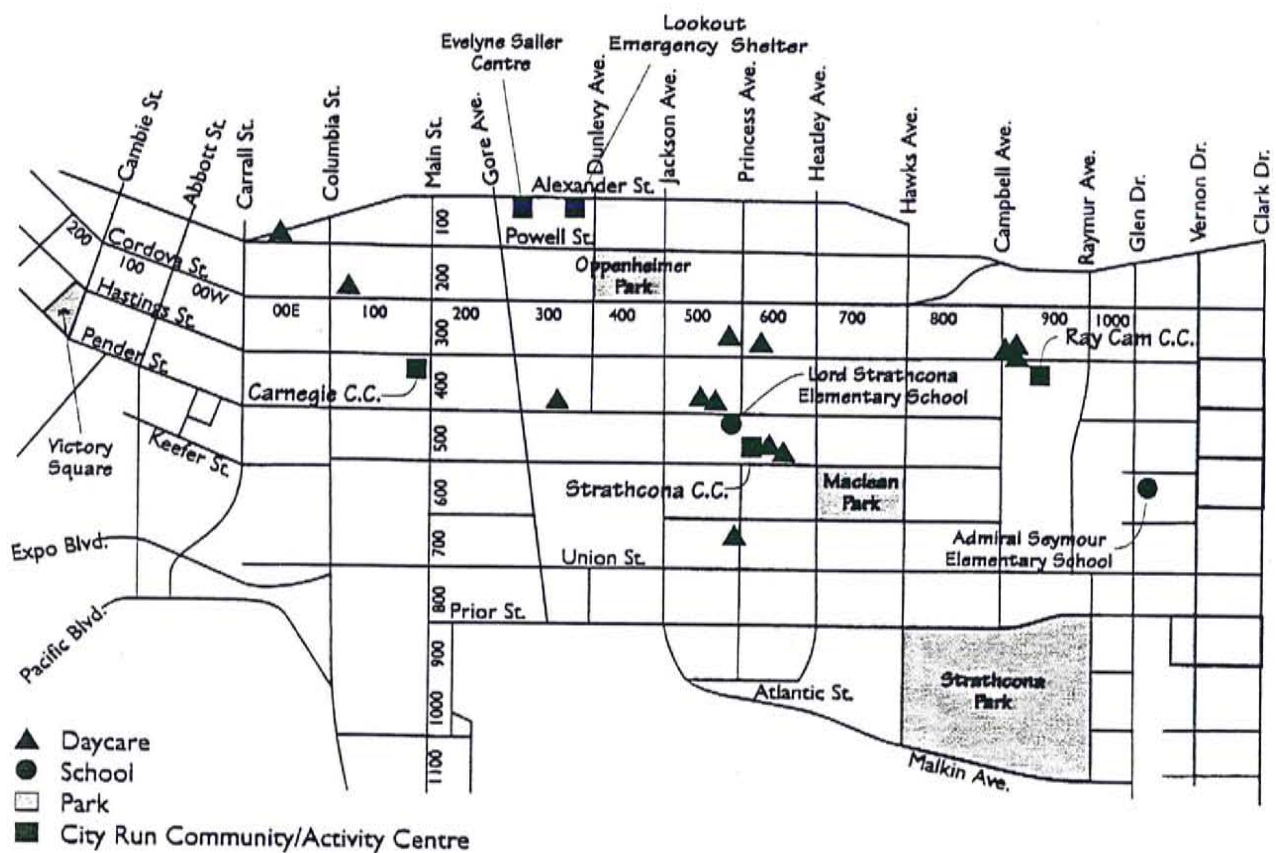 Lookout
Emergency Shelter
Evelyne Saller
Centre
Cambie St.
Abbott St.
Carrall St.
Columbia St.
Main St.
Gore Ave.
Dunlevy Ave.
Jackson Ave.
Princess Ave.
Heatley Ave.
Hawks Ave.
Campbell Ave.
Raymur Ave.
Glen Dr.
Vernon Dr.
Clark Dr.
Alexander St.
100
Powell St.
200
Cordova St.
100
00W
Hastings St.
Pender St.
200
Oppenheimer
Park
00E
100
200
300
400
500
600
700
800
900
1000
300
Ray Cam C.C.
Carnegie C.C.
400
Lord Strathcona
Elementary School
Victory
Square
Keefer St.
500
Strathcona C.C.
Maclean
Park
600
Admiral Seymour
Elementary School
Expo Blvd.
700
Union St.
800
Prior St.
Pacific Blvd.
900
Strathcona
Park
Atlantic St.
1000
Malkin Ave.
1100
Daycare
School
Park
City Run Community/Activity Centre